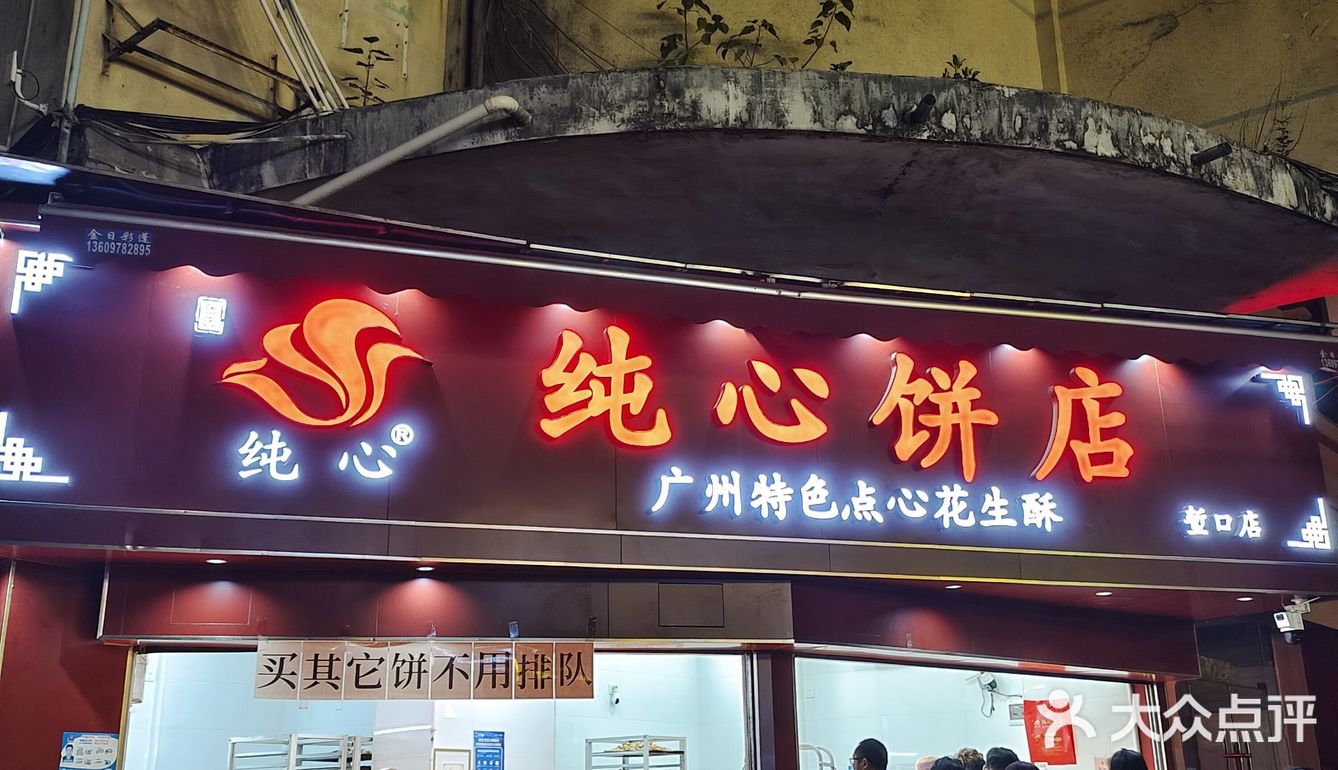 金日彩蓬
13609782895
纯心®
纯心饼店
广州特色点心花生酥
堑口店
买其它饼不用排队
大众点评